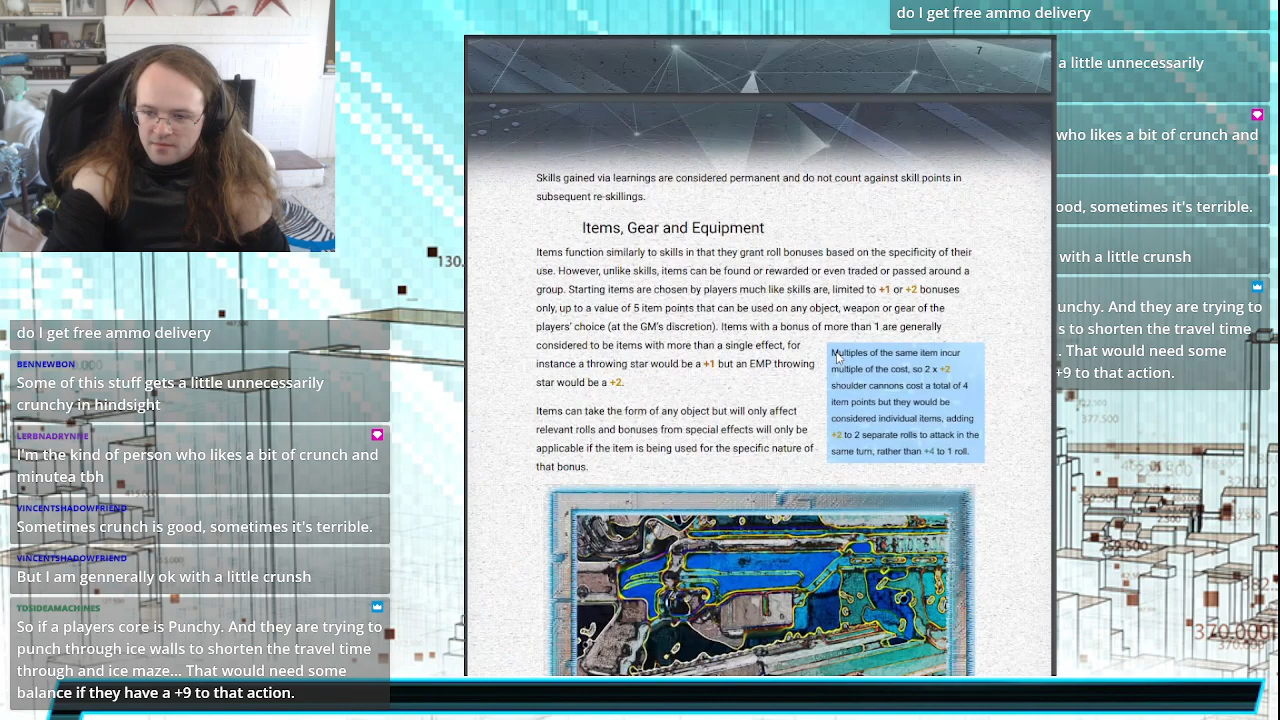 do I get free ammo delivery
a little unnecessarily
who likes a bit of crunch and
ood, sometimes it's terrible.
with a little crunsh
unchy. And they are trying to
s to shorten the travel time
. That would need some
+9 to that action.
7
Skills gained via learnings are considered permanent and do not count against skill points in
subsequent re-skillings.
Items, Gear and Equipment
Items function similarly to skills in that they grant roll bonuses based on the specificity of their
use. However, unlike skills, items can be found or rewarded or even traded or passed around a
group. Starting items are chosen by players much like skills are, limited to +1 or +2 bonuses
only, up to a value of 5 item points that can be used on any object, weapon or gear of the
players' choice (at the GM's discretion). Items with a bonus of more than 1 are generally
considered to be items with more than a single effect, for
instance a throwing star would be a +1 but an EMP throwing
star would be a +2.
Items can take the form of any object but will only affect
relevant rolls and bonuses from special effects will only be
applicable if the item is being used for the specific nature of
that bonus.
Multiples of the same item incur
multiple of the cost, so 2 x +2
shoulder cannons cost a total of 4
item points but they would be
considered individual items, adding
+2 to 2 separate rolls to attack in the
same turn, rather than +4 to 1 roll.
do I get free ammo delivery
BENNEWBON
Some of this stuff gets a little unnecessarily
crunchy in hindsight
LERBNADRYNNE
I'm the kind of person who likes a bit of crunch and
minutea tbh
VINCENTSHADOWFRIEND
Sometimes crunch is good, sometimes it's terrible.
VINCENTSHADOWFRIEND
But I am gennerally ok with a little crunsh
TDSIDEAMACHINES
So if a players core is Punchy. And they are trying to
punch through ice walls to shorten the travel time
through and ice maze... That would need some
balance if they have a +9 to that action.
130.
377.500
370.000